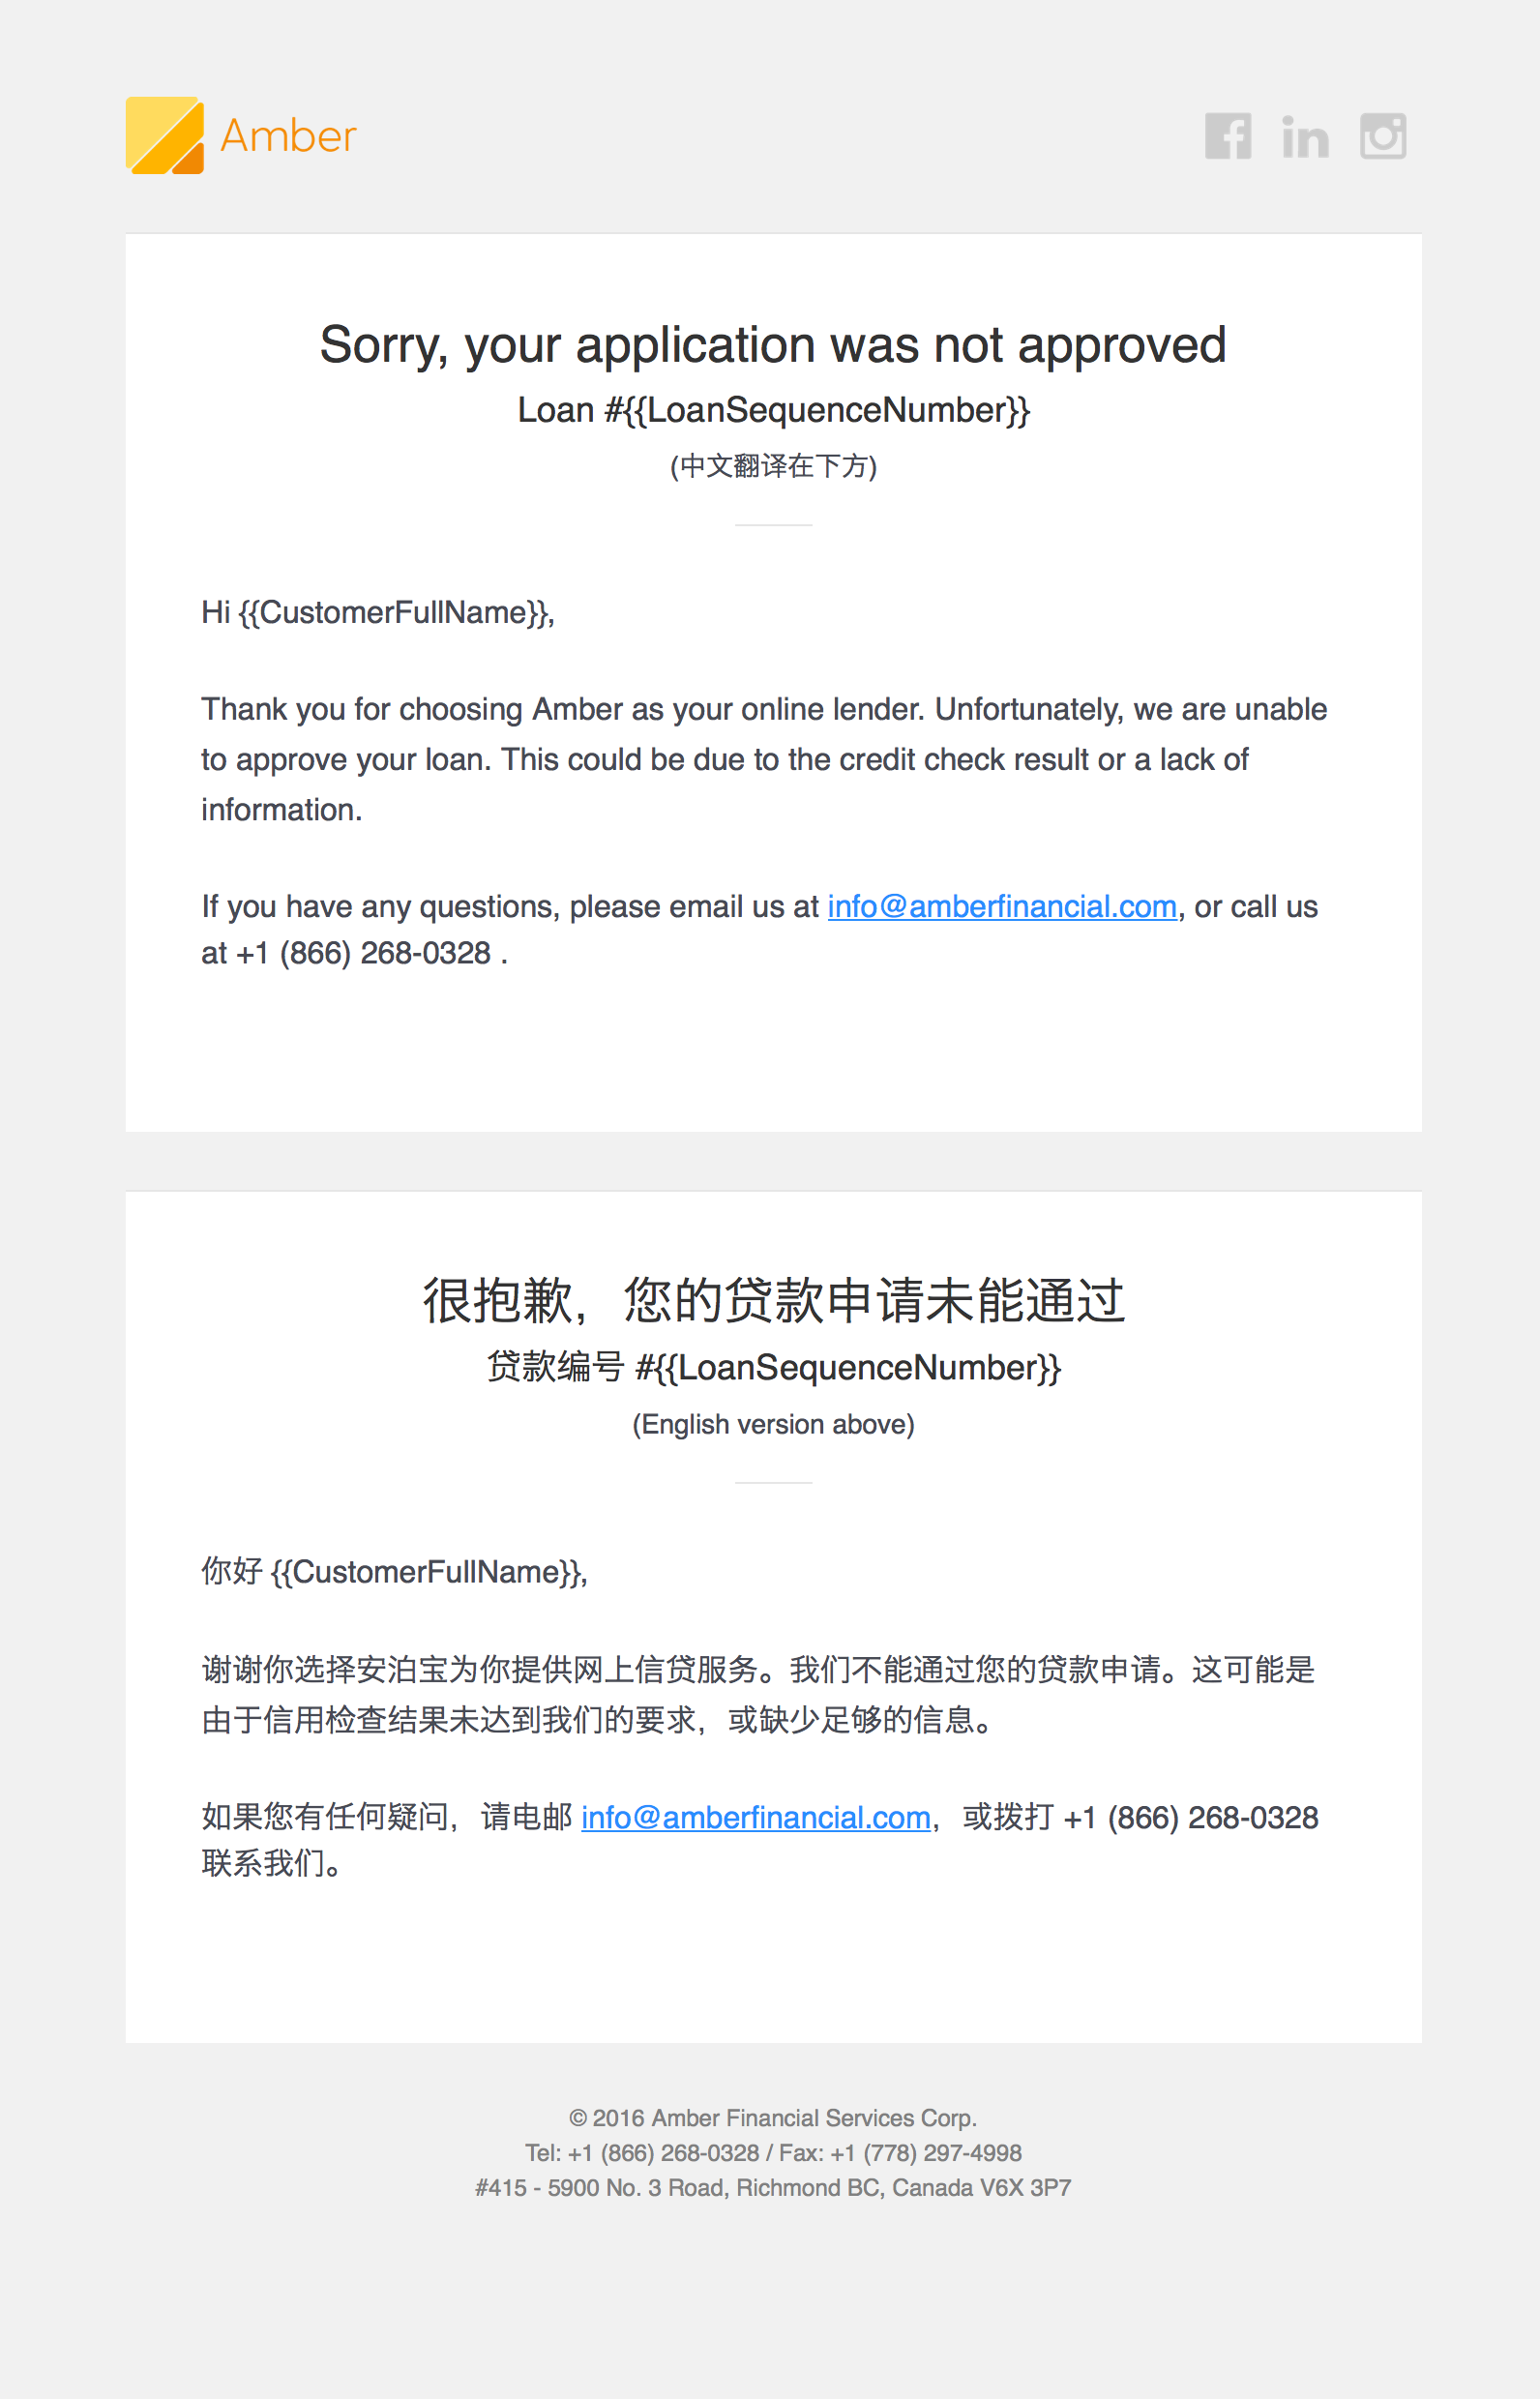 Amber
Sorry, your application was not approved
Loan #{{LoanSequenceNumber}}
(中文翻译在下方)
Hi {{CustomerFullName}},
Thank you for choosing Amber as your online lender. Unfortunately, we are unable
to approve your loan. This could be due to the credit check result or a lack of
information.
If you have any questions, please email us at info@amberfinancial.com, or call us
at +1 (866) 268-0328 .
很抱歉，您的贷款申请未能通过
贷款编号 #{{LoanSequenceNumber}}
(English version above)
你好 {{CustomerFullName}},
谢谢你选择安泊宝为你提供网上信贷服务。我们不能通过您的贷款申请。这可能是
由于信用检查结果未达到我们的要求，或缺少足够的信息。
如果您有任何疑问，请电邮 info@amberfinancial.com，或拨打 +1 (866) 268-0328
联系我们。
© 2016 Amber Financial Services Corp.
Tel: +1 (866) 268-0328 / Fax: +1 (778) 297-4998
#415 - 5900 No. 3 Road, Richmond BC, Canada V6X 3P7